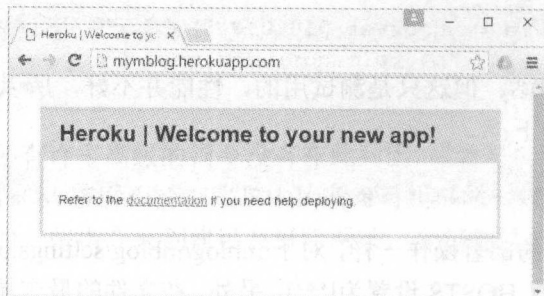 Heroku | Welcome to yo
mymblog.herokuapp.com
Heroku | Welcome to your new app!
Refer to the documentation if you need help deploying.